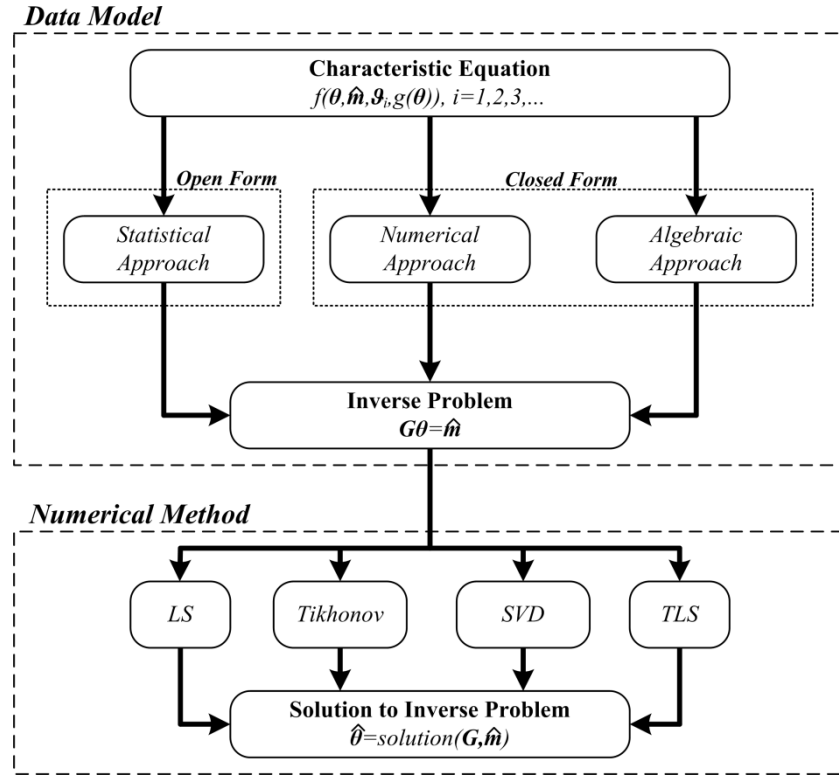 Data Model
Characteristic Equation
f(θ,m̂,ϑi,g(θ)), i=1,2,3,...
Open Form
Closed Form
Statistical
Approach
Numerical
Approach
Algebraic
Approach
Inverse Problem
Gθ=m̂
Numerical Method
LS
Tikhonov
SVD
TLS
Solution to Inverse Problem
θ̂=solution(G,m̂)